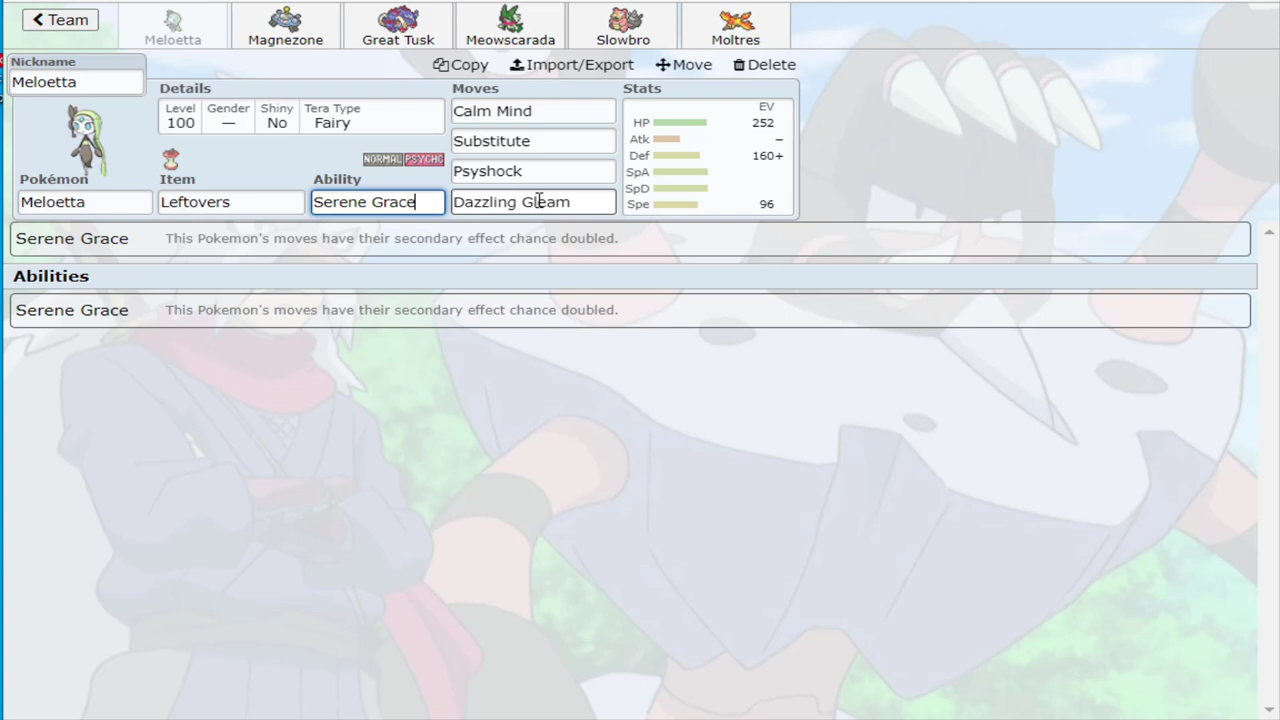 Team
Meloetta
Magnezone
Great Tusk
Meowscarada
Slowbro
Moltres
Nickname
Meloetta
Copy
Import/Export
Move
Delete
Details
Level
100
Gender
—
Shiny
No
Tera Type
Fairy
NORMAL PSYCHC
Pokémon
Meloetta
Item
Leftovers
Ability
Serene Grace
Moves
Calm Mind
Substitute
Psyshock
Dazzling Gleam
Stats
EV
HP 252
Atk –
Def 160+
SpA
SpD
Spe 96
Serene Grace This Pokemon's moves have their secondary effect chance doubled.
Abilities
Serene Grace This Pokemon's moves have their secondary effect chance doubled.